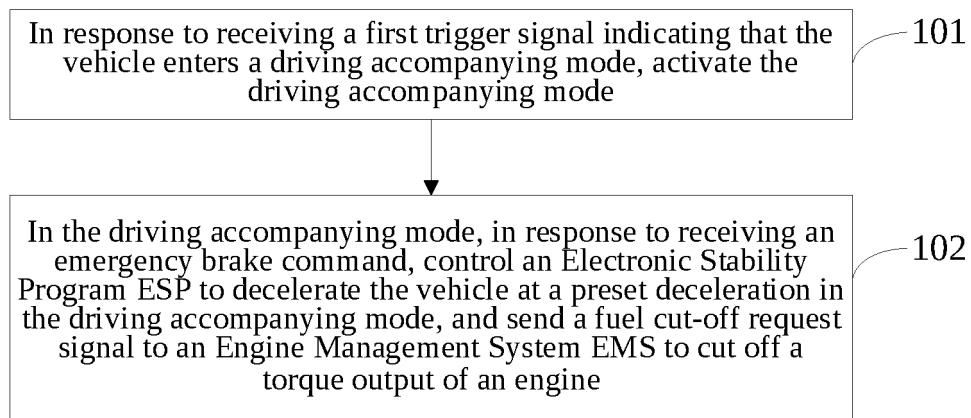 In response to receiving a first trigger signal indicating that the
vehicle enters a driving accompanying mode, activate the
driving accompanying mode
101
In the driving accompanying mode, in response to receiving an
emergency brake command, control an Electronic Stability
Program ESP to decelerate the vehicle at a preset deceleration in
the driving accompanying mode, and send a fuel cut-off request
signal to an Engine Management System EMS to cut off a
torque output of an engine
102